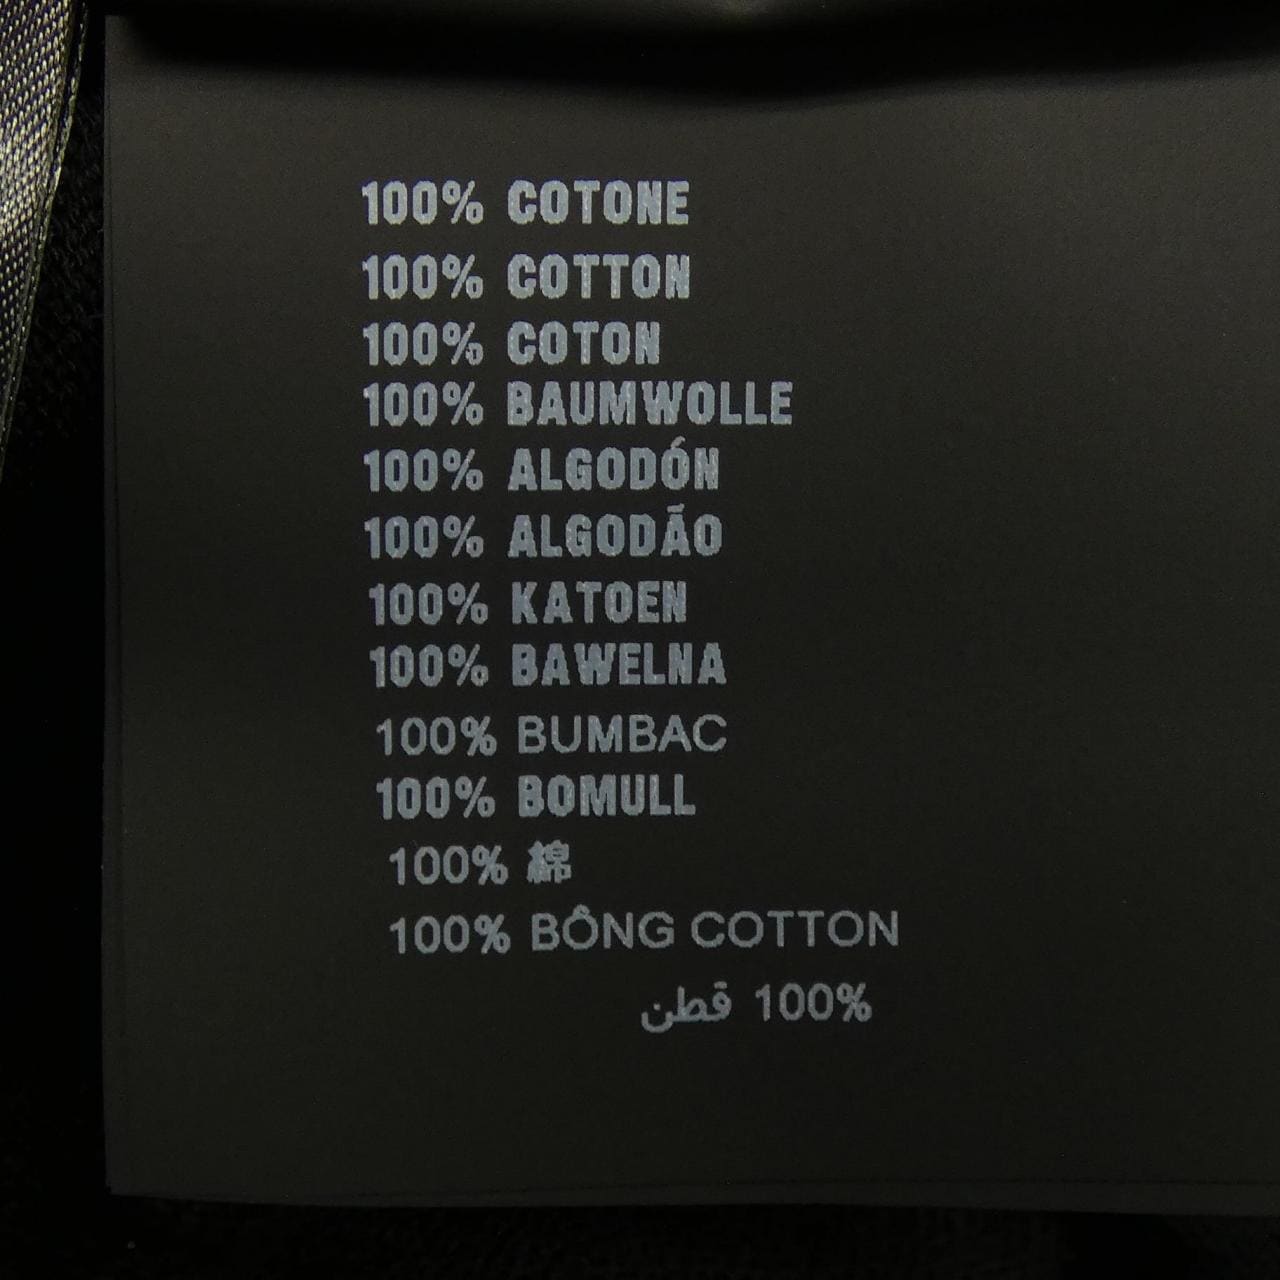 100% COTONE
100% COTTON
100% COTON
100% BAUMWOLLE
100% ALGODÓN
100% ALGODÃO
100% KATOEN
100% BAWELNA
100% BUMBAC
100% BOMULL
100% 綿
100% BÔNG COTTON
100% قطن